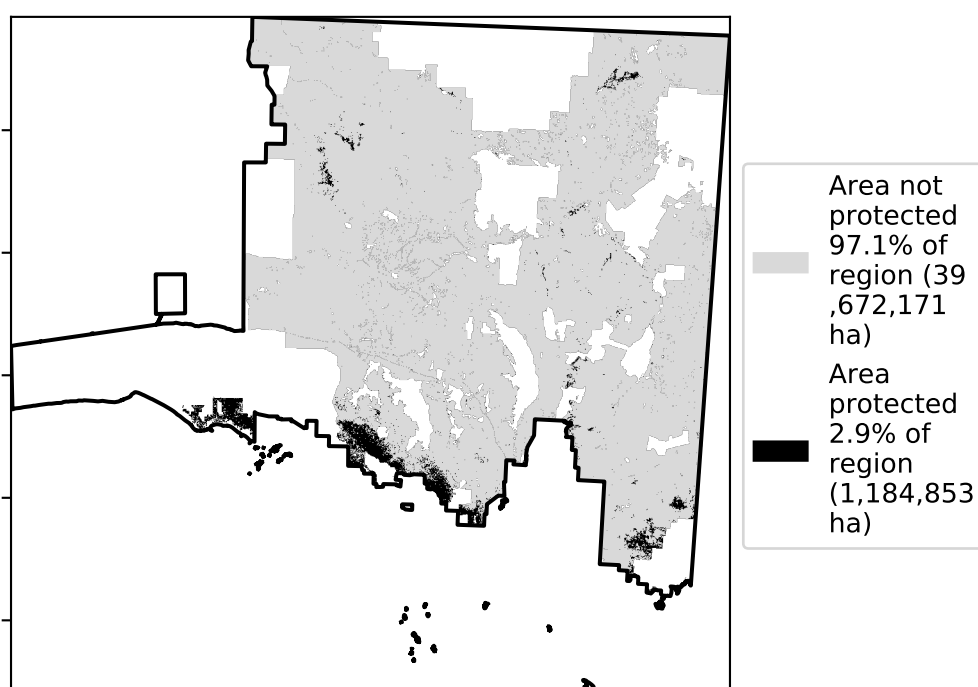 Area not
protected
97.1% of
region (39
,672,171
ha)
Area
protected
2.9% of
region
(1,184,853
ha)